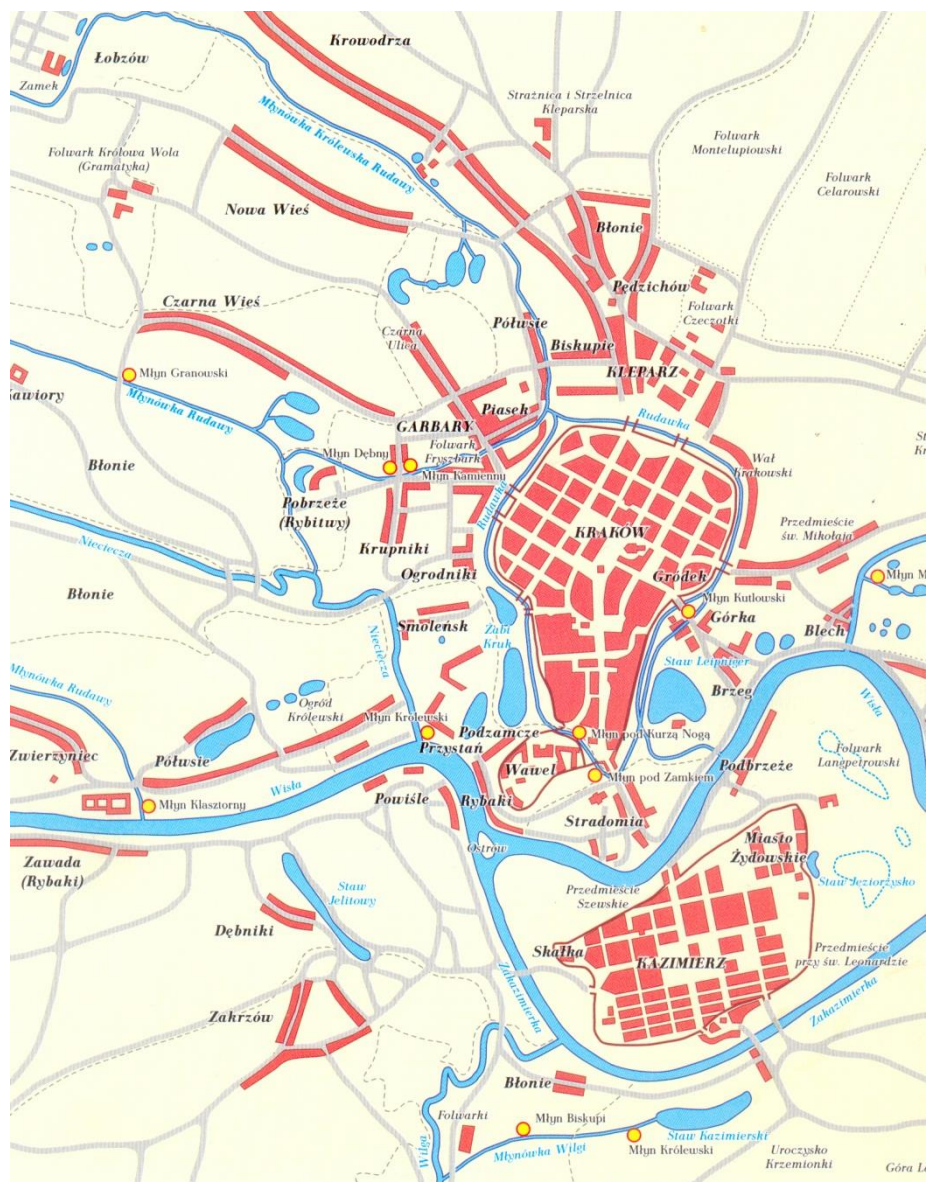 Krowodrza
Łobzów
Zamek
Strażnica i Strzelnica
Kleparska
Młynówka Królewska Rudawy
Folwark
Montelupiowski
Folwark Królowa Wola
(Gramatyka)
Folwark
Celarowski
Nowa Wieś
Błonie
Pędzichów
Czarna Wieś
Folwark
Czeczotki
Czarna
Ulica
Półwsie
Biskupie
KLEPARZ
Młyn Granowski
Młynówka Rudawy
Piasek
Rudawka
GARBARY
Folwark
Fryszbark
Młyn Dębny
Wał
Krakowski
Błonie
Młyn Kamienny
Pobrzeże
(Rybitwy)
Rudawka
Przedmieście
św. Mikołaja
KRAKÓW
Nieciecza
Krupniki
Ogrodniki
Gródek
Młyn M
Błonie
Młyn Kutlowski
Górka
Smoleńsk
Żabi
Kruk
Blech
Nieciecza
Staw Leipniger
Młynówka Rudawy
Brzeg
Ogród
Królewski
Wisła
Młyn Królewski
Podzamcze
Młyn pod Kurzą Nogą
Zwierzyniec
Półwsie
Przystań
Folwark
Lanepetrowski
Wawel
Podbrzeże
Młyn pod Zamkiem
Wisła
Powiśle
Rybaki
Młyn Klasztorny
Stradomia
Ostrów
Miasto
Żydowskie
Zawada
(Rybaki)
Staw
Jelitowy
Przedmieście
Szewskie
Staw Jeziorzysko
Dębniki
Skałka
KAZIMIERZ
Przedmieście
przy św. Leonardzie
Zakrzów
Zakazimierka
Zakazimierka
Błonie
Folwarki
Młyn Biskupi
Wilga
Młynówka Wilgi
Młyn Królewski
Staw Kazimierski
Uroczysko
Krzemionki